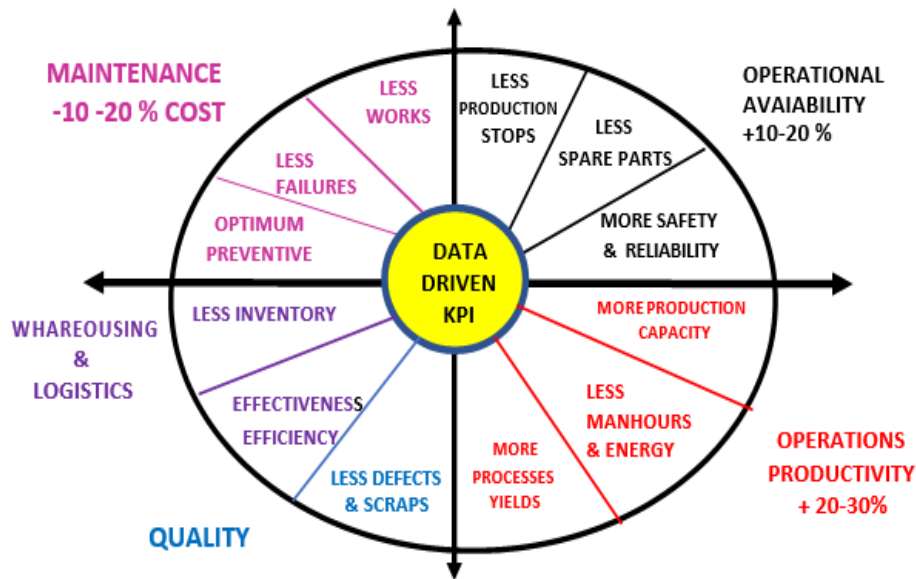 MAINTENANCE
-10 -20 % COST
LESS
WORKS
LESS
FAILURES
OPTIMUM
PREVENTIVE
LESS
PRODUCTION
STOPS
LESS
SPARE PARTS
MORE SAFETY
& RELIABILITY
OPERATIONAL
AVAIABILITY
+10-20 %
DATA
DRIVEN
KPI
WHAREOUSING
&
LOGISTICS
LESS INVENTORY
EFFECTIVENESS
EFFICIENCY
LESS DEFECTS
& SCRAPS
QUALITY
MORE PRODUCTION
CAPACITY
LESS
MANHOURS
& ENERGY
MORE
PROCESSES
YIELDS
OPERATIONS
PRODUCTIVITY
+ 20-30%